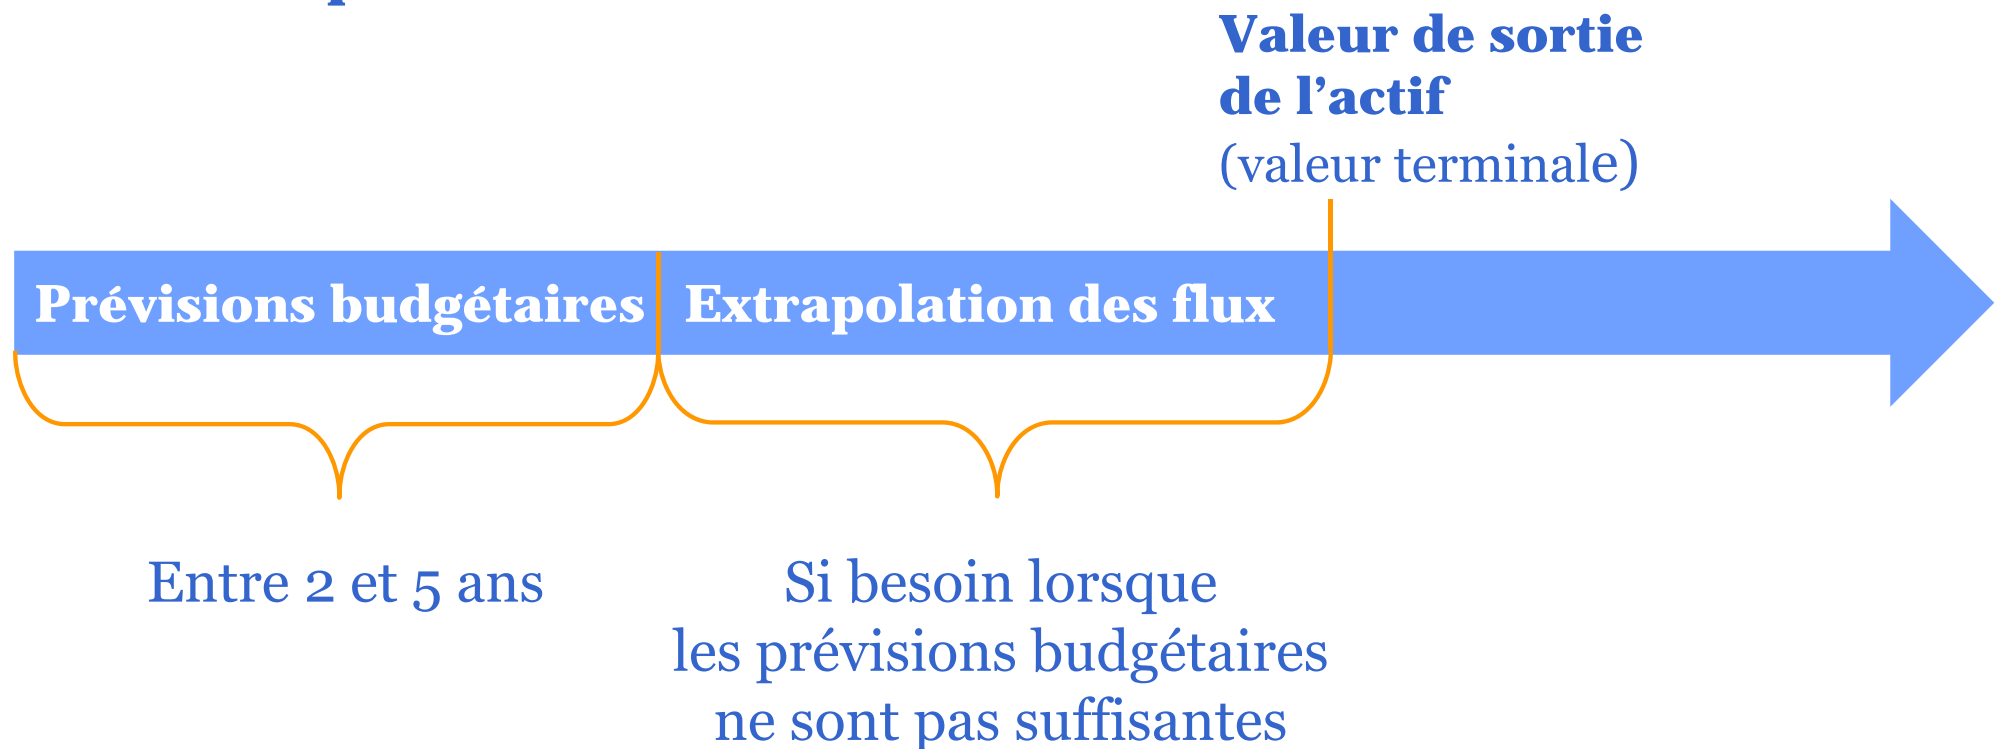 Valeur de sortie
de l’actif
(valeur terminale)
Prévisions budgétaires
Extrapolation des flux
Entre 2 et 5 ans
Si besoin lorsque
les prévisions budgétaires
ne sont pas suffisantes